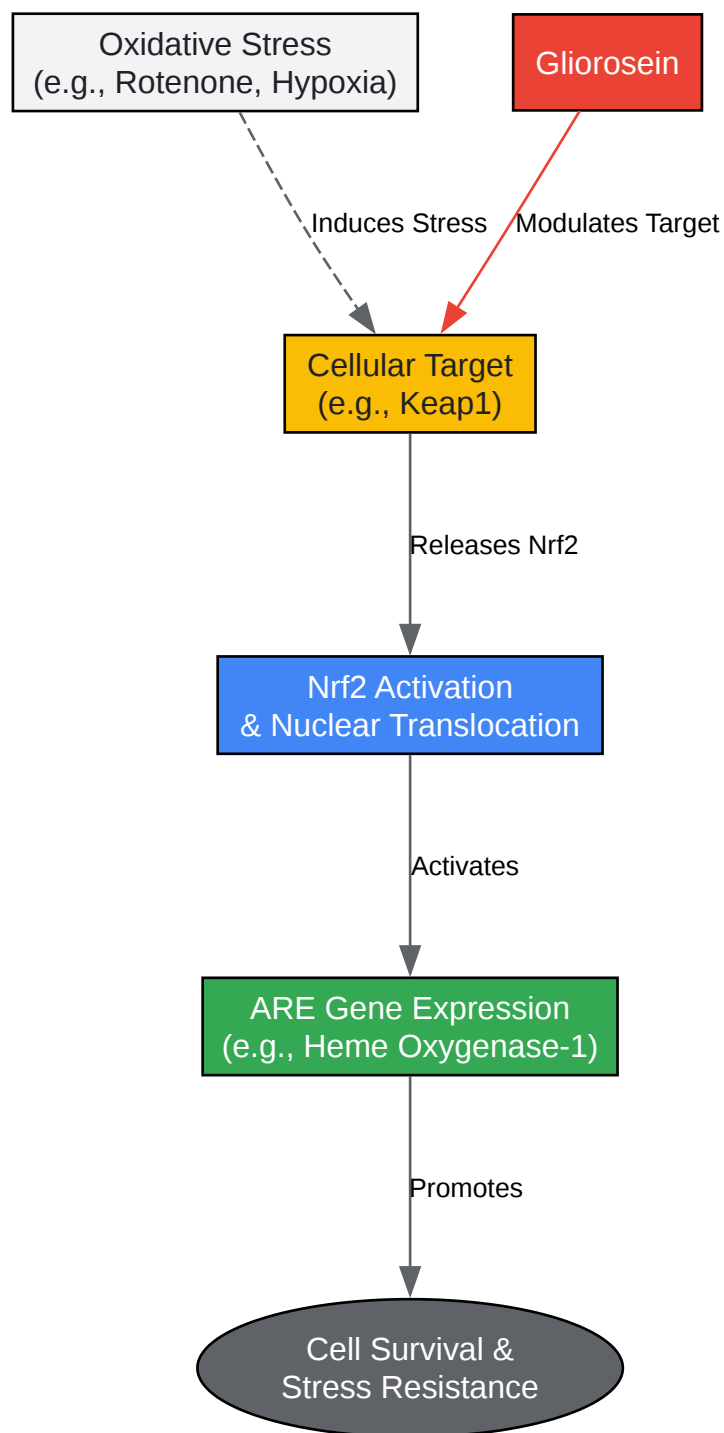 Oxidative Stress
(e.g., Rotenone, Hypoxia)
Gliorosein
Induces Stress
Modulates Target
Cellular Target
(e.g., Keap1)
Releases Nrf2
Nrf2 Activation
& Nuclear Translocation
Activates
ARE Gene Expression
(e.g., Heme Oxygenase-1)
Promotes
Cell Survival &
Stress Resistance